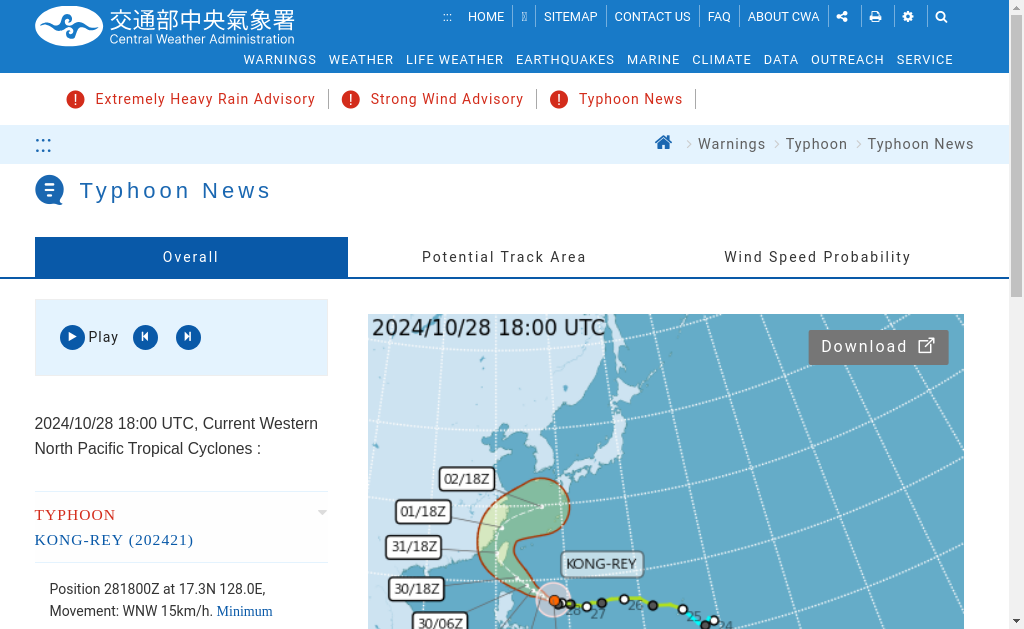 交通部中央氣象署
Central Weather Administration
::: HOME SITEMAP CONTACT US FAQ ABOUT CWA
WARNINGS WEATHER LIFE WEATHER EARTHQUAKES MARINE CLIMATE DATA OUTREACH SERVICE
Extremely Heavy Rain Advisory Strong Wind Advisory Typhoon News
::: Warnings Typhoon Typhoon News
Typhoon News
Overall Potential Track Area Wind Speed Probability
Play
2024/10/28 18:00 UTC, Current Western
North Pacific Tropical Cyclones :
TYPHOON
KONG-REY (202421)
Position 281800Z at 17.3N 128.0E,
Movement: WNW 15km/h. Minimum
2024/10/28 18:00 UTC
Download
02/18Z
01/18Z
31/18Z
KONG-REY
30/18Z
30/06Z
28 27 26 25 24